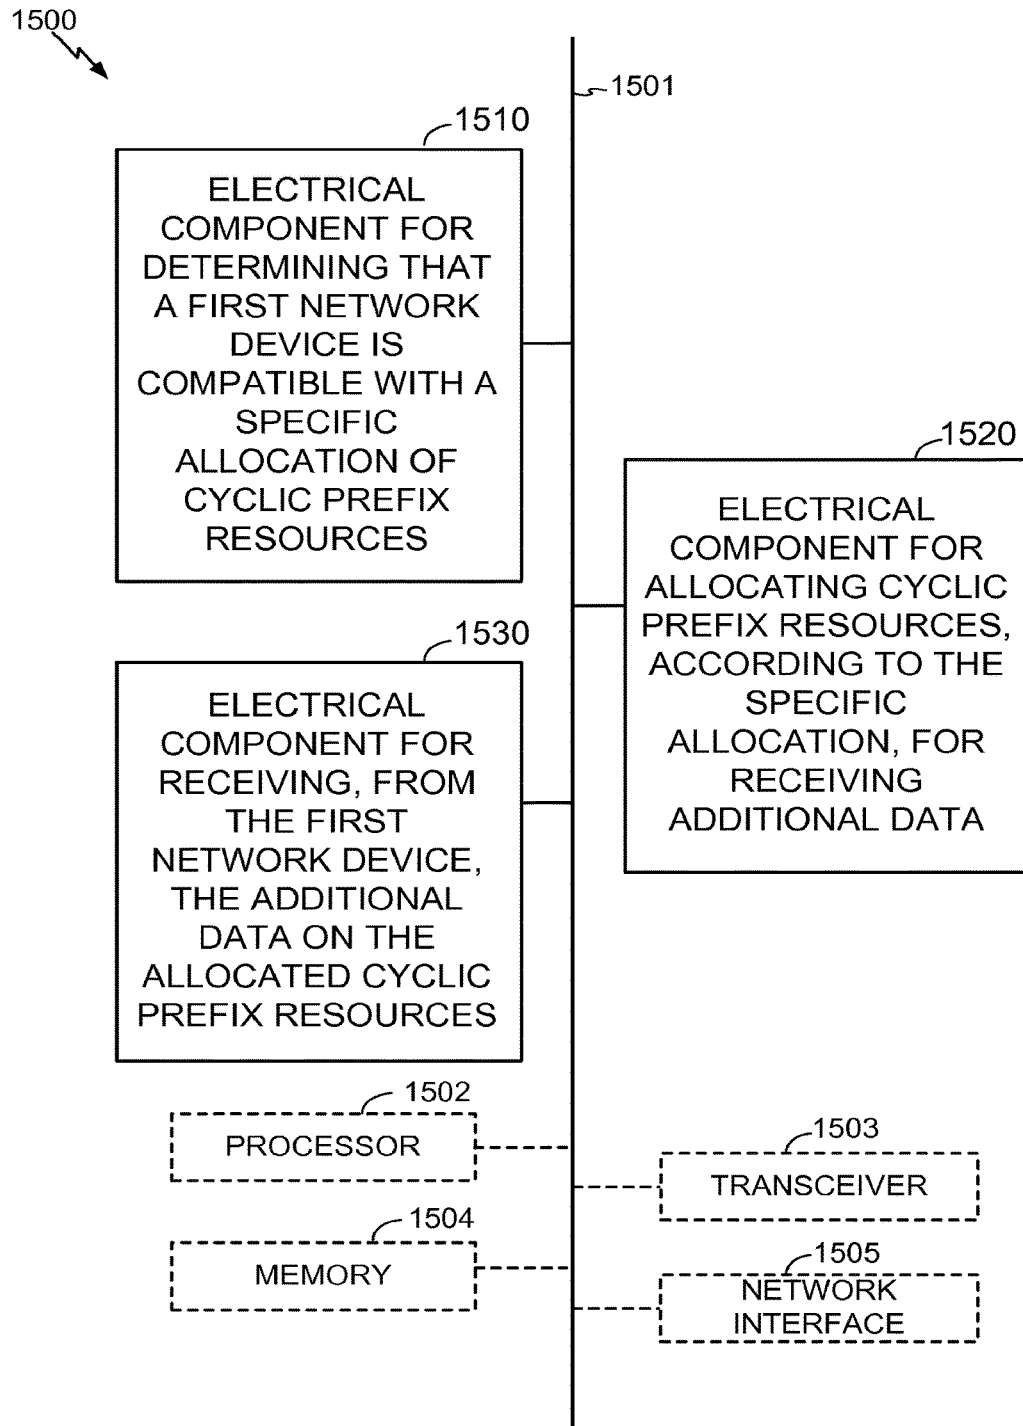 1500
1501
1510
ELECTRICAL
COMPONENT FOR
DETERMINING THAT
A FIRST NETWORK
DEVICE IS
COMPATIBLE WITH A
SPECIFIC
ALLOCATION OF
CYCLIC PREFIX
RESOURCES
1520
ELECTRICAL
COMPONENT FOR
ALLOCATING CYCLIC
PREFIX RESOURCES,
ACCORDING TO THE
SPECIFIC
ALLOCATION, FOR
RECEIVING
ADDITIONAL DATA
1530
ELECTRICAL
COMPONENT FOR
RECEIVING, FROM
THE FIRST
NETWORK DEVICE,
THE ADDITIONAL
DATA ON THE
ALLOCATED CYCLIC
PREFIX RESOURCES
1502
PROCESSOR
1503
TRANSCEIVER
1504
MEMORY
1505
NETWORK
INTERFACE